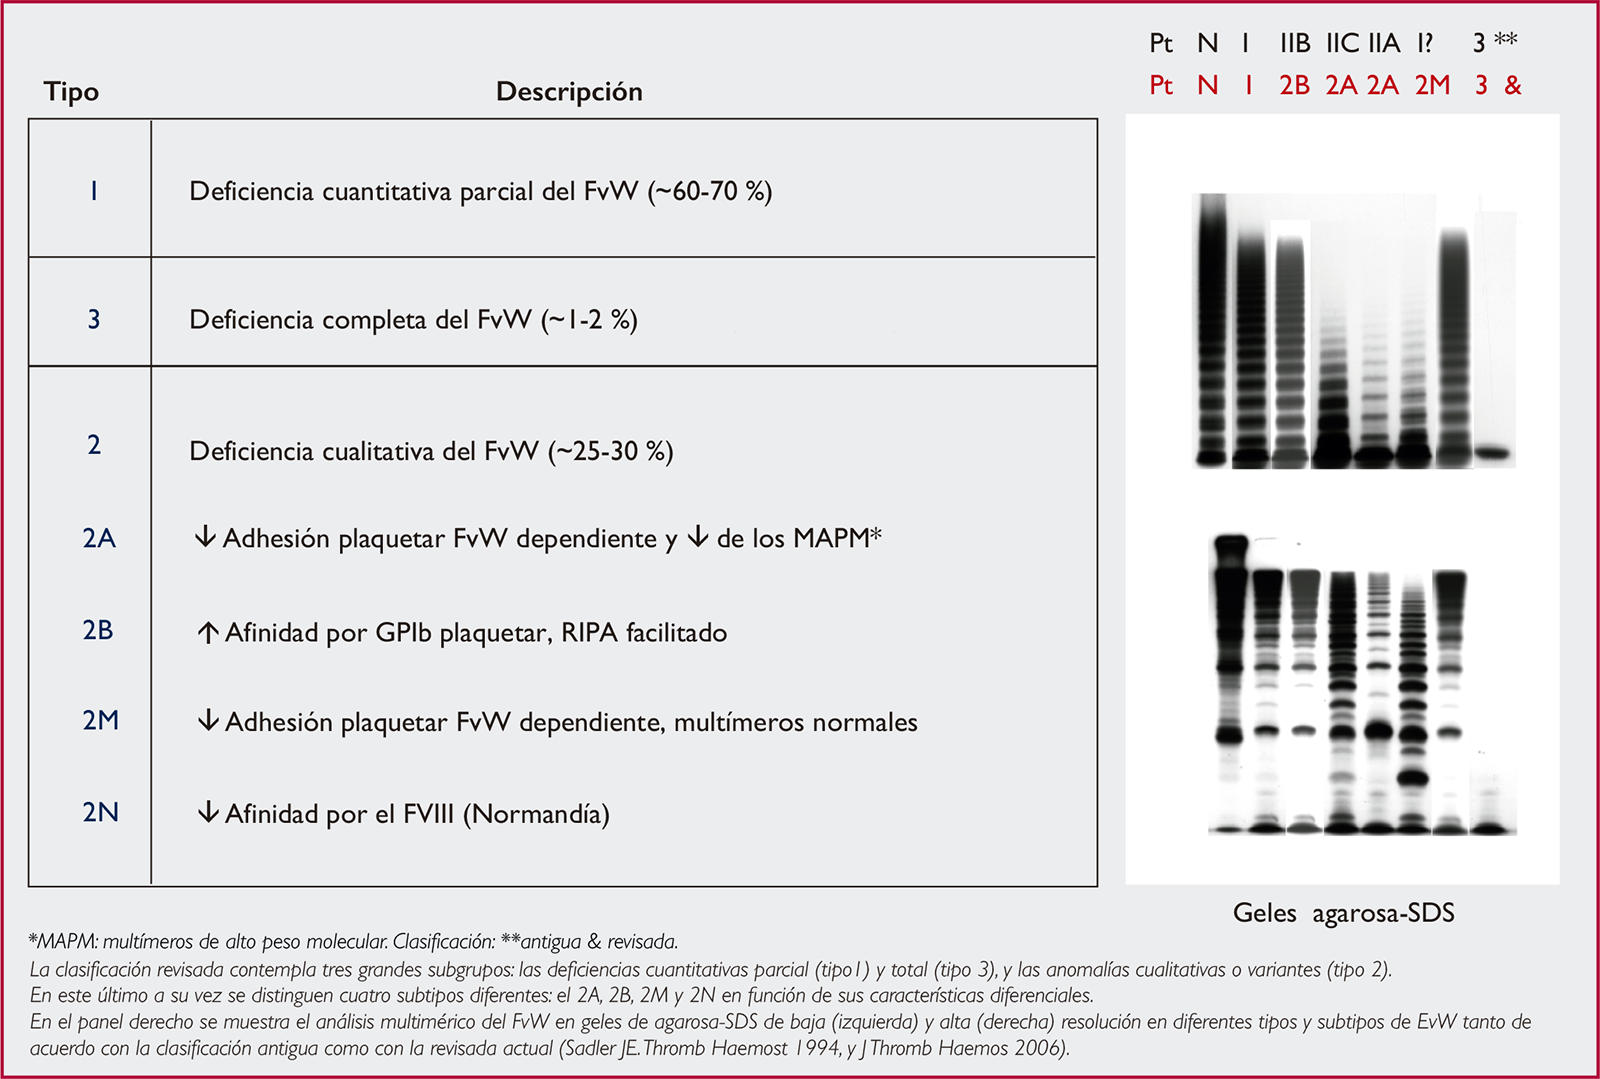 Pt N I IIB IIC IIA I? 3 **
Pt N I 2B 2A 2A 2M 3 &
Tipo Descripción
1 Deficiencia cuantitativa parcial del FvW (~60-70 %)
3 Deficiencia completa del FvW (~1-2 %)
2 Deficiencia cualitativa del FvW (~25-30 %)
2A ↓ Adhesión plaquetar FvW dependiente y ↓ de los MAPM*
2B ↑ Afinidad por GPIb plaquetar, RIPA facilitado
2M ↓ Adhesión plaquetar FvW dependiente, multímeros normales
2N ↓ Afinidad por el FVIII (Normandía)
Geles agarosa-SDS
*MAPM: multímeros de alto peso molecular. Clasificación: **antigua & revisada.
La clasificación revisada contempla tres grandes subgrupos: las deficiencias cuantitativas parcial (tipo1) y total (tipo 3), y las anomalías cualitativas o variantes (tipo 2).
En este último a su vez se distinguen cuatro subtipos diferentes: el 2A, 2B, 2M y 2N en función de sus características diferenciales.
En el panel derecho se muestra el análisis multimérico del FvW en geles de agarosa-SDS de baja (izquierda) y alta (derecha) resolución en diferentes tipos y subtipos de EvW tanto de
acuerdo con la clasificación antigua como con la revisada actual (Sadler JE. Thromb Haemost 1994, y J Thromb Haemos 2006).